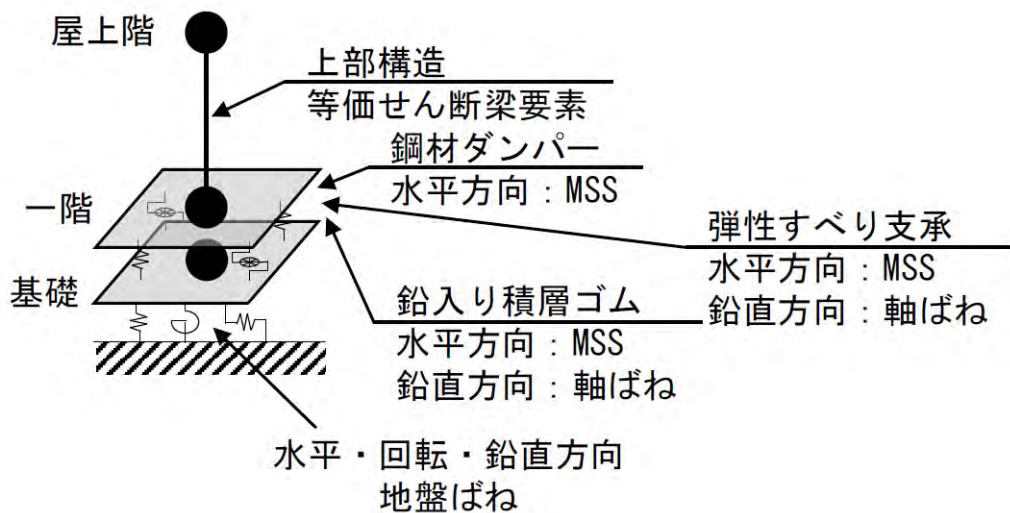 屋上階
上部構造
等価せん断梁要素
鋼材ダンパー
水平方向：MSS
一階
弾性すべり支承
水平方向：MSS
鉛直方向：軸ばね
基礎
鉛入り積層ゴム
水平方向：MSS
鉛直方向：軸ばね
水平・回転・鉛直方向
地盤ばね